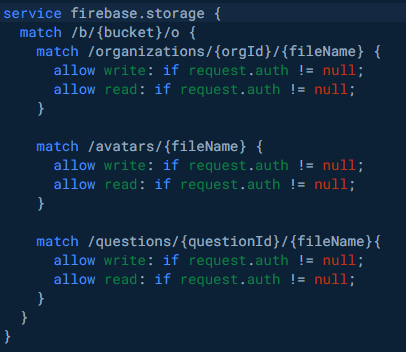 service firebase.storage {
  match /b/{bucket}/o {
    match /organizations/{orgId}/{fileName} {
      allow write: if request.auth != null;
      allow read: if request.auth != null;
    }

    match /avatars/{fileName} {
      allow write: if request.auth != null;
      allow read: if request.auth != null;
    }

    match /questions/{questionId}/{fileName}{
      allow write: if request.auth != null;
      allow read: if request.auth != null;
    }
  }
}